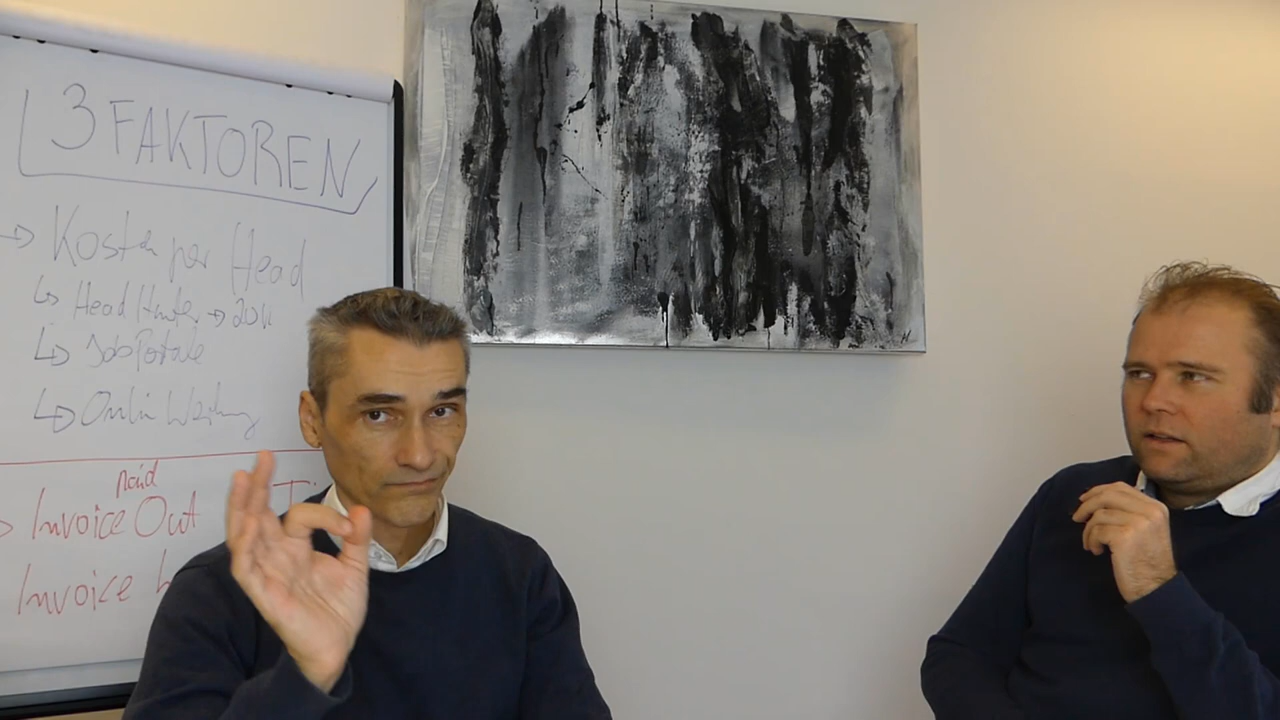 3 FAKTOREN
→ Kosten per Head
↳ Head Hunter → 20k
↳ JobPortale
↳ Online Werbung
paid
Invoice Out
Invoice